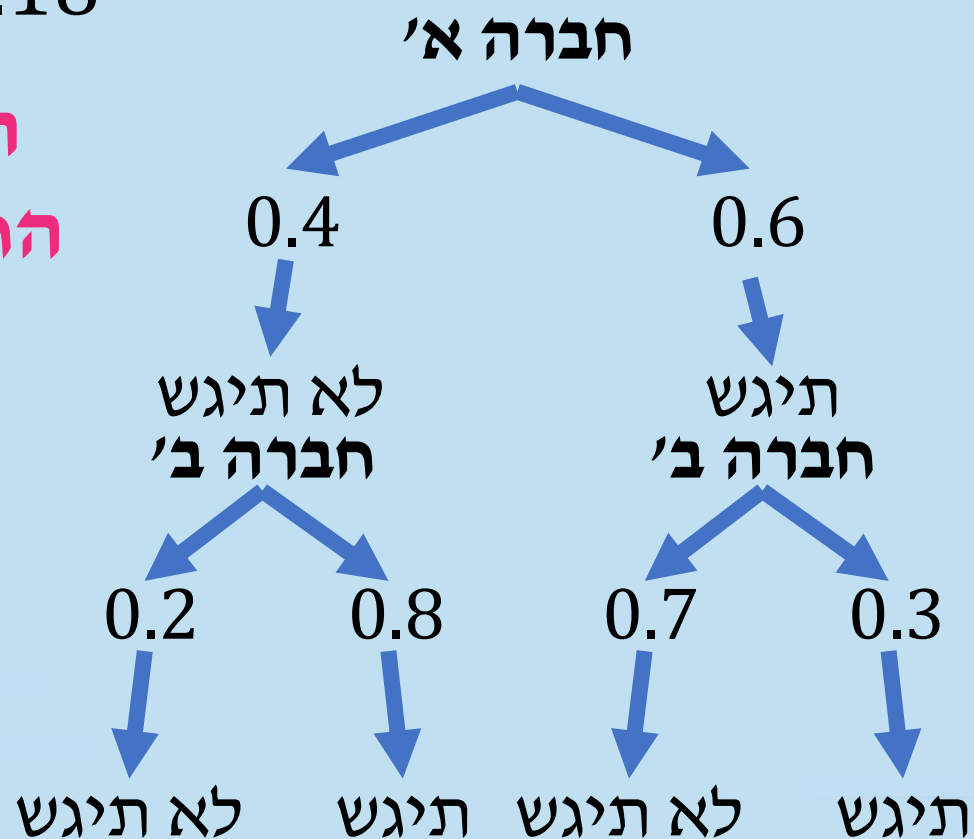 חברה א'
0.6 0.4
תיגש לא תיגש
חברה ב' חברה ב'
0.3 0.7 0.8 0.2
תיגש לא תיגש תיגש לא תיגש